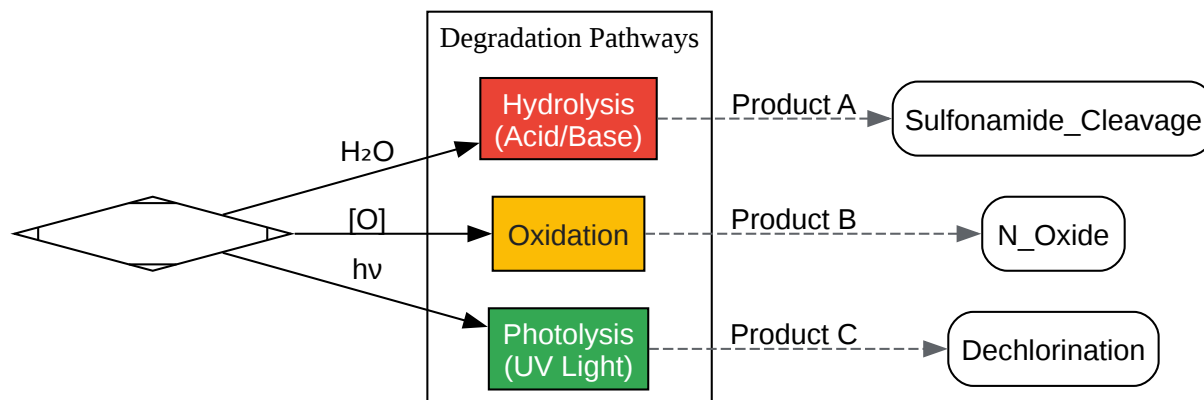 Degradation Pathways
H₂O
Hydrolysis
(Acid/Base)
Product A
Sulfonamide_Cleavage
[O]
Oxidation
Product B
N_Oxide
hν
Photolysis
(UV Light)
Product C
Dechlorination